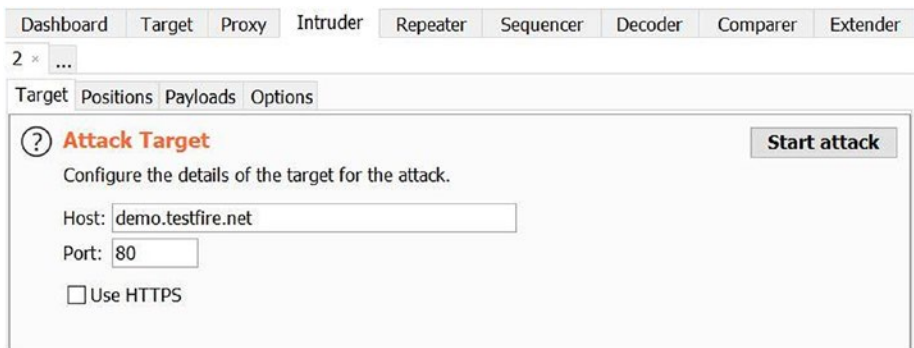 Dashboard Target Proxy Intruder Repeater Sequencer Decoder Comparer Extender
2 × ...
Target Positions Payloads Options
? Attack Target Start attack
Configure the details of the target for the attack.
Host: demo.testfire.net
Port: 80
Use HTTPS